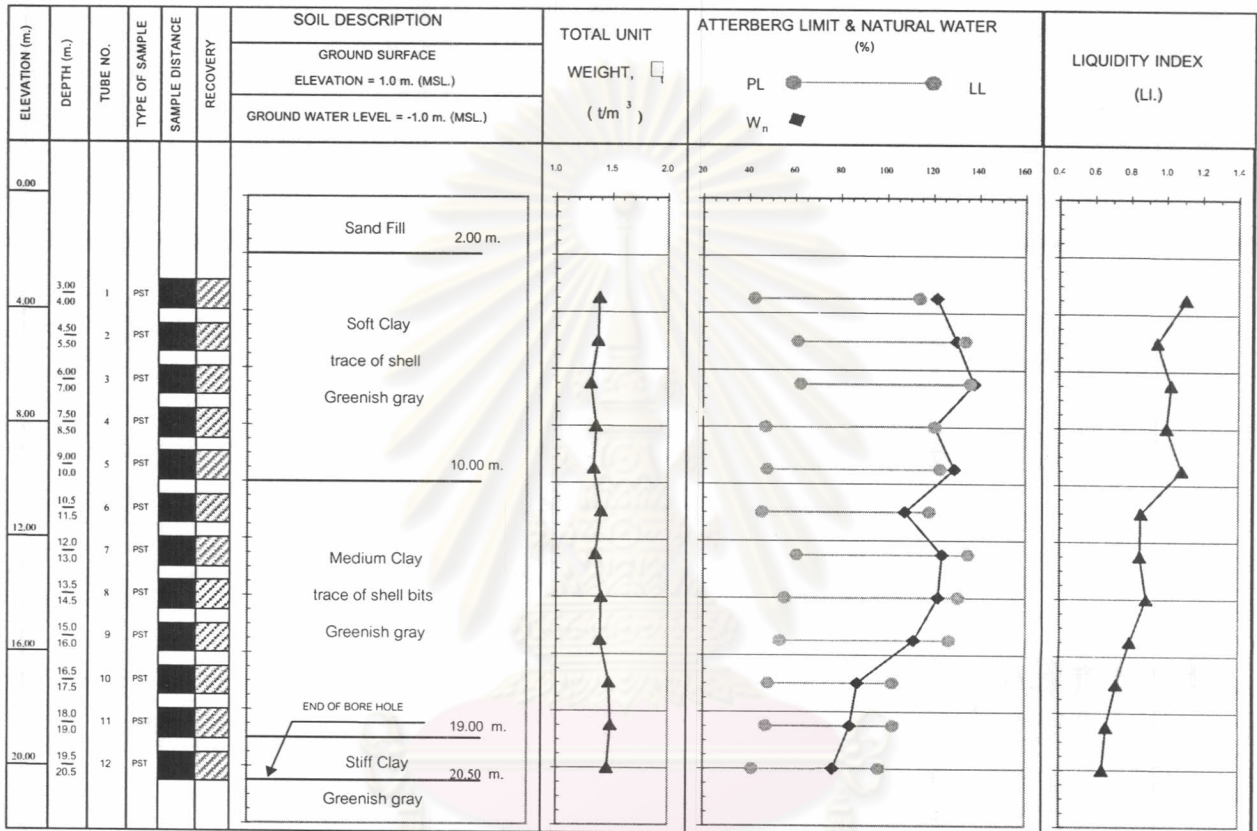 ELEVATION (m.)
DEPTH (m.)
TUBE NO.
TYPE OF SAMPLE
SAMPLE DISTANCE
RECOVERY
SOIL DESCRIPTION
GROUND SURFACE
ELEVATION = 1.0 m. (MSL.)
GROUND WATER LEVEL = -1.0 m. (MSL.)
TOTAL UNIT
WEIGHT,
( t/m 3 )
ATTERBERG LIMIT & NATURAL WATER
(%)
PL LL
Wn
LIQUIDITY INDEX
(LI.)
1.0 1.5 2.0
20 40 60 80 100 120 140 160
0.4 0.6 0.8 1.0 1.2 1.4
0.00
Sand Fill
2.00 m.
3.00
4.00 4.00 1 PST
4.50
5.50 2 PST
Soft Clay
trace of shell
Greenish gray
6.00
7.00 3 PST
8.00 7.50
8.50 4 PST
9.00
10.0 5 PST
10.00 m.
10.5
11.5 6 PST
12.00
12.0
13.0 7 PST
Medium Clay
trace of shell bits
Greenish gray
13.5
14.5 8 PST
15.0
16.0 9 PST
16.00
16.5
17.5 10 PST
18.0
19.0 11 PST
END OF BORE HOLE
19.00 m.
20.00 19.5
20.5 12 PST
Stiff Clay
20.50 m.
Greenish gray